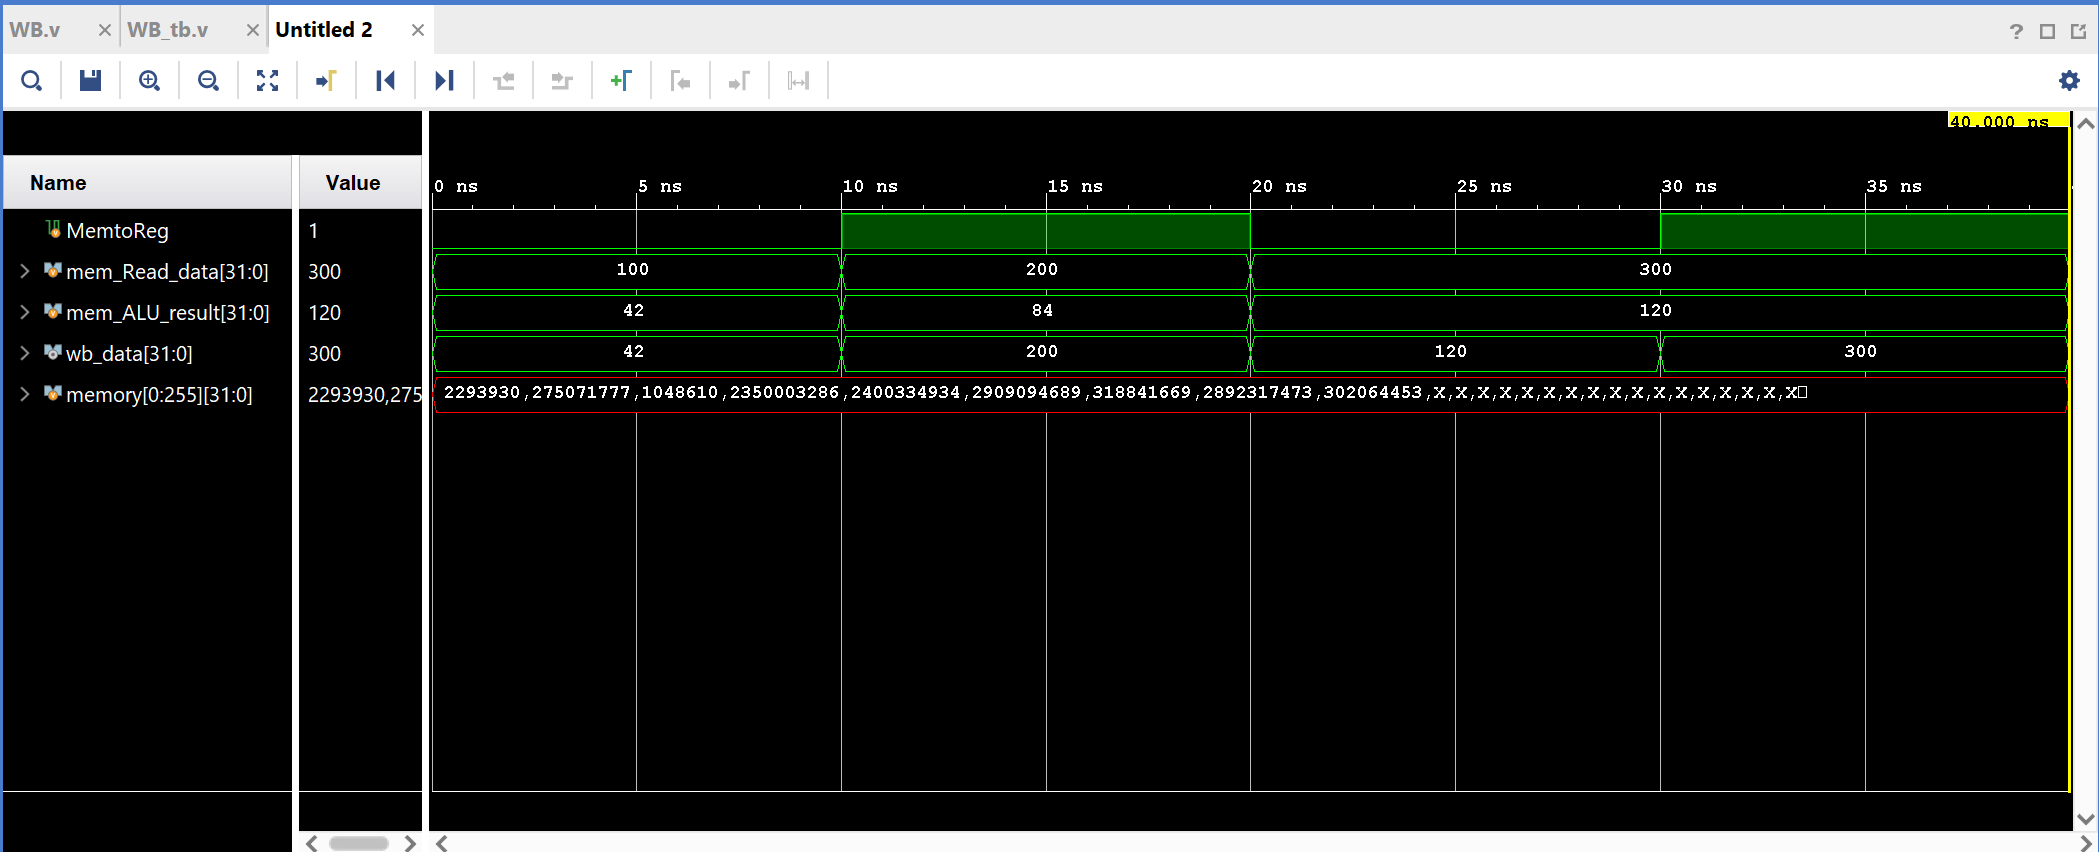 WB.v WB_tb.v Untitled 2
40.000 ns
Name Value
0 ns 5 ns 10 ns 15 ns 20 ns 25 ns 30 ns 35 ns
MemtoReg 1
mem_Read_data[31:0] 300 100 200 300
mem_ALU_result[31:0] 120 42 84 120
wb_data[31:0] 300 42 200 120 300
memory[0:255][31:0] 2293930,275 2293930,275071777,1048610,2350003286,2400334934,2909094689,318841669,2892317473,302064453,X,X,X,X,X,X,X,X,X,X,X,X,X,X,X,X,X